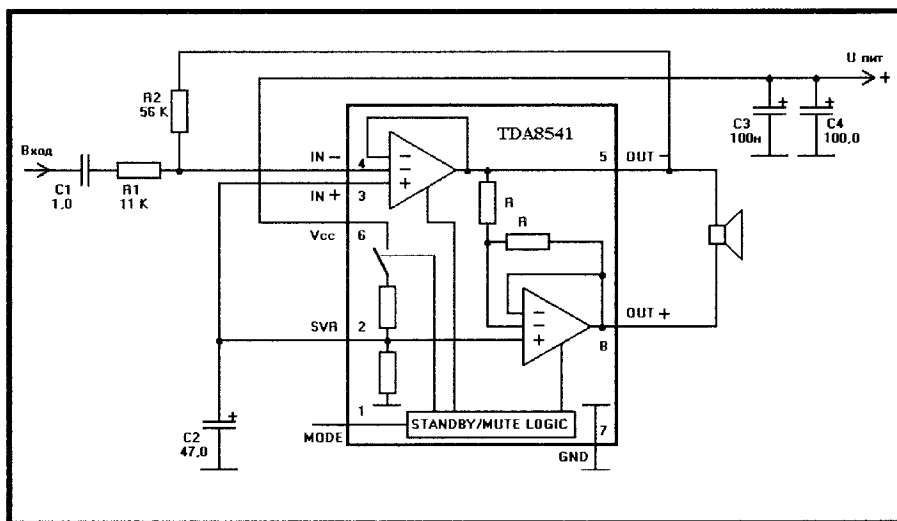 U пит
+
R2
56 К
TDA8541
C3
100н
+
C4
100,0
+
Вход
IN −
4
5
OUT −
C1
1,0
R1
11 К
IN +
3
R
R
Vcc
6
SVR
2
OUT +
8
1
MODE
STANDBY/MUTE LOGIC
7
GND
C2
47,0
+
−
+
−
−
+